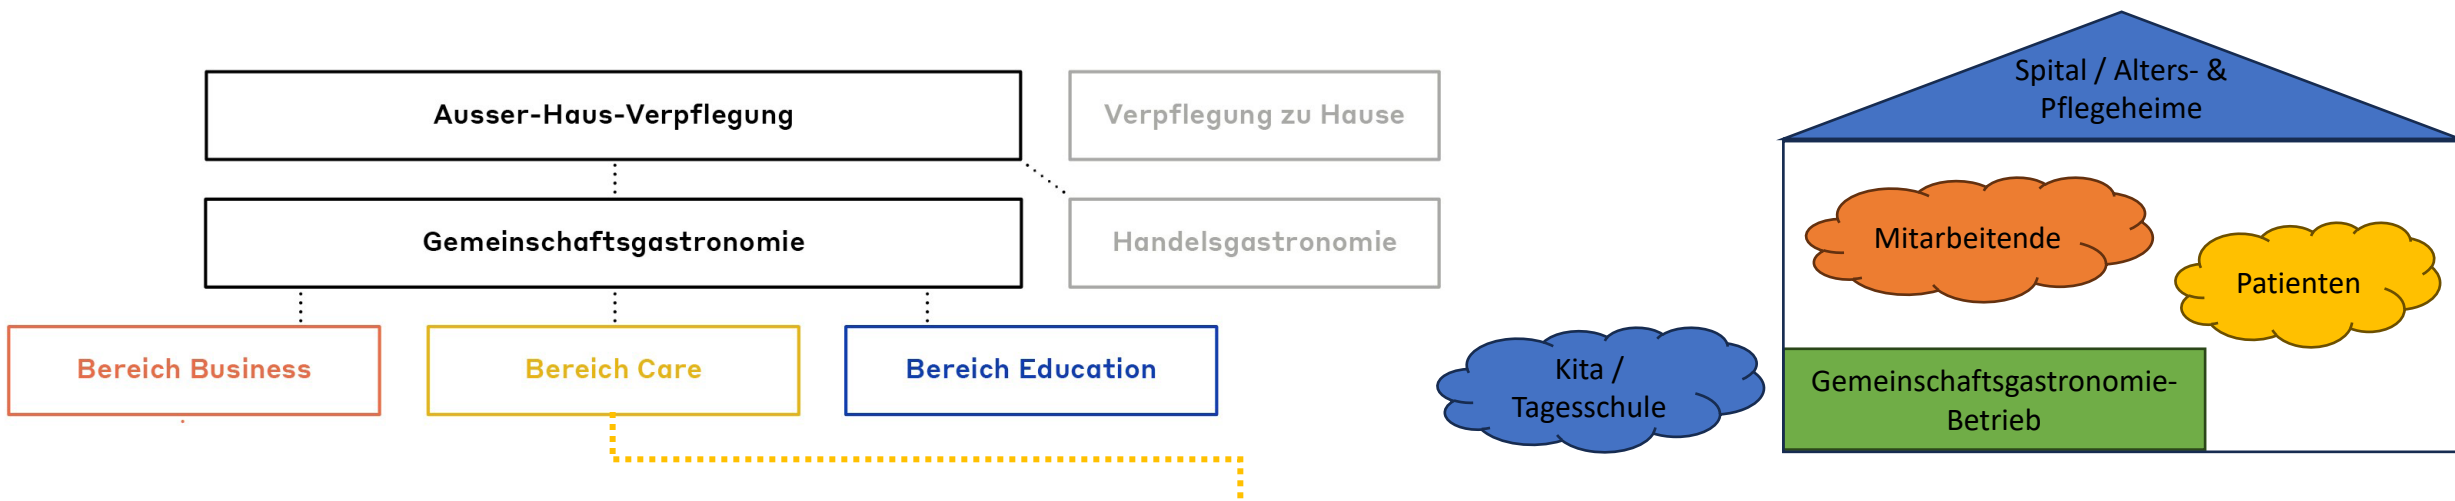 Ausser-Haus-Verpflegung
Verpflegung zu Hause
Gemeinschaftsgastronomie
Handelsgastronomie
Bereich Business
Bereich Care
Bereich Education
Kita /
Tagesschule
Spital / Alters- &
Pflegeheime
Mitarbeitende
Patienten
Gemeinschaftsgastronomie-
Betrieb